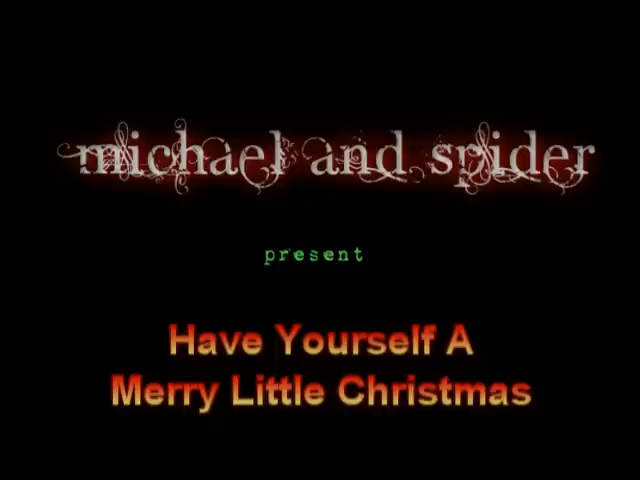 michael and spider
present
Have Yourself A
Merry Little Christmas